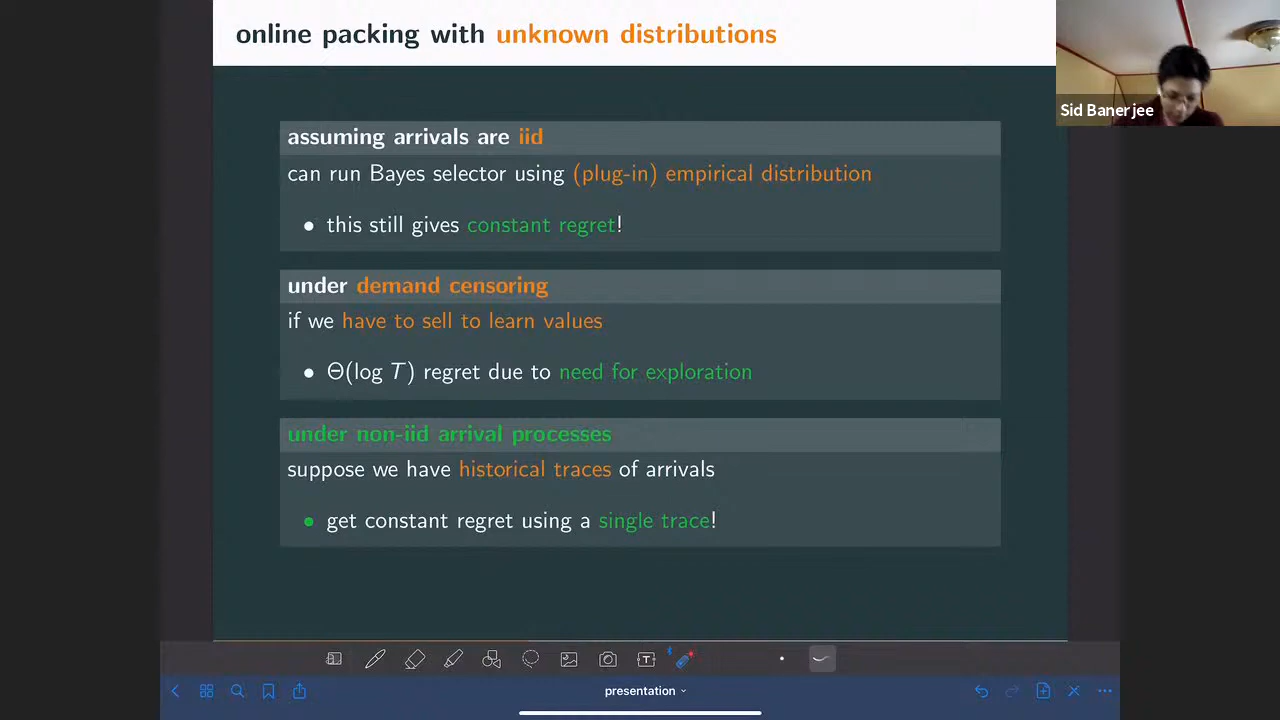 online packing with unknown distributions
Sid Banerjee
assuming arrivals are iid
can run Bayes selector using (plug-in) empirical distribution
• this still gives constant regret!
under demand censoring
if we have to sell to learn values
• Θ(log T) regret due to need for exploration
under non-iid arrival processes
suppose we have historical traces of arrivals
• get constant regret using a single trace!
presentation